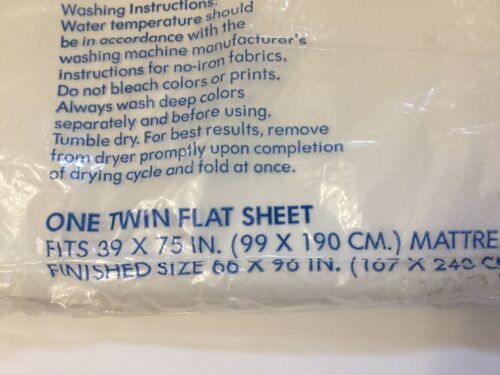 Washing Instructions:
Water temperature should
be in accordance with the
washing machine manufacturer's
instructions for no-iron fabrics.
Do not bleach colors or prints.
Always wash deep colors
separately and before using.
Tumble dry. For best results, remove
from dryer promptly upon completion
of drying cycle and fold at once.
ONE TWIN FLAT SHEET
FITS 39 X 75 IN. (99 X 190 CM.) MATTRE
FINISHED SIZE 66 X 96 IN. (167 X 243 C